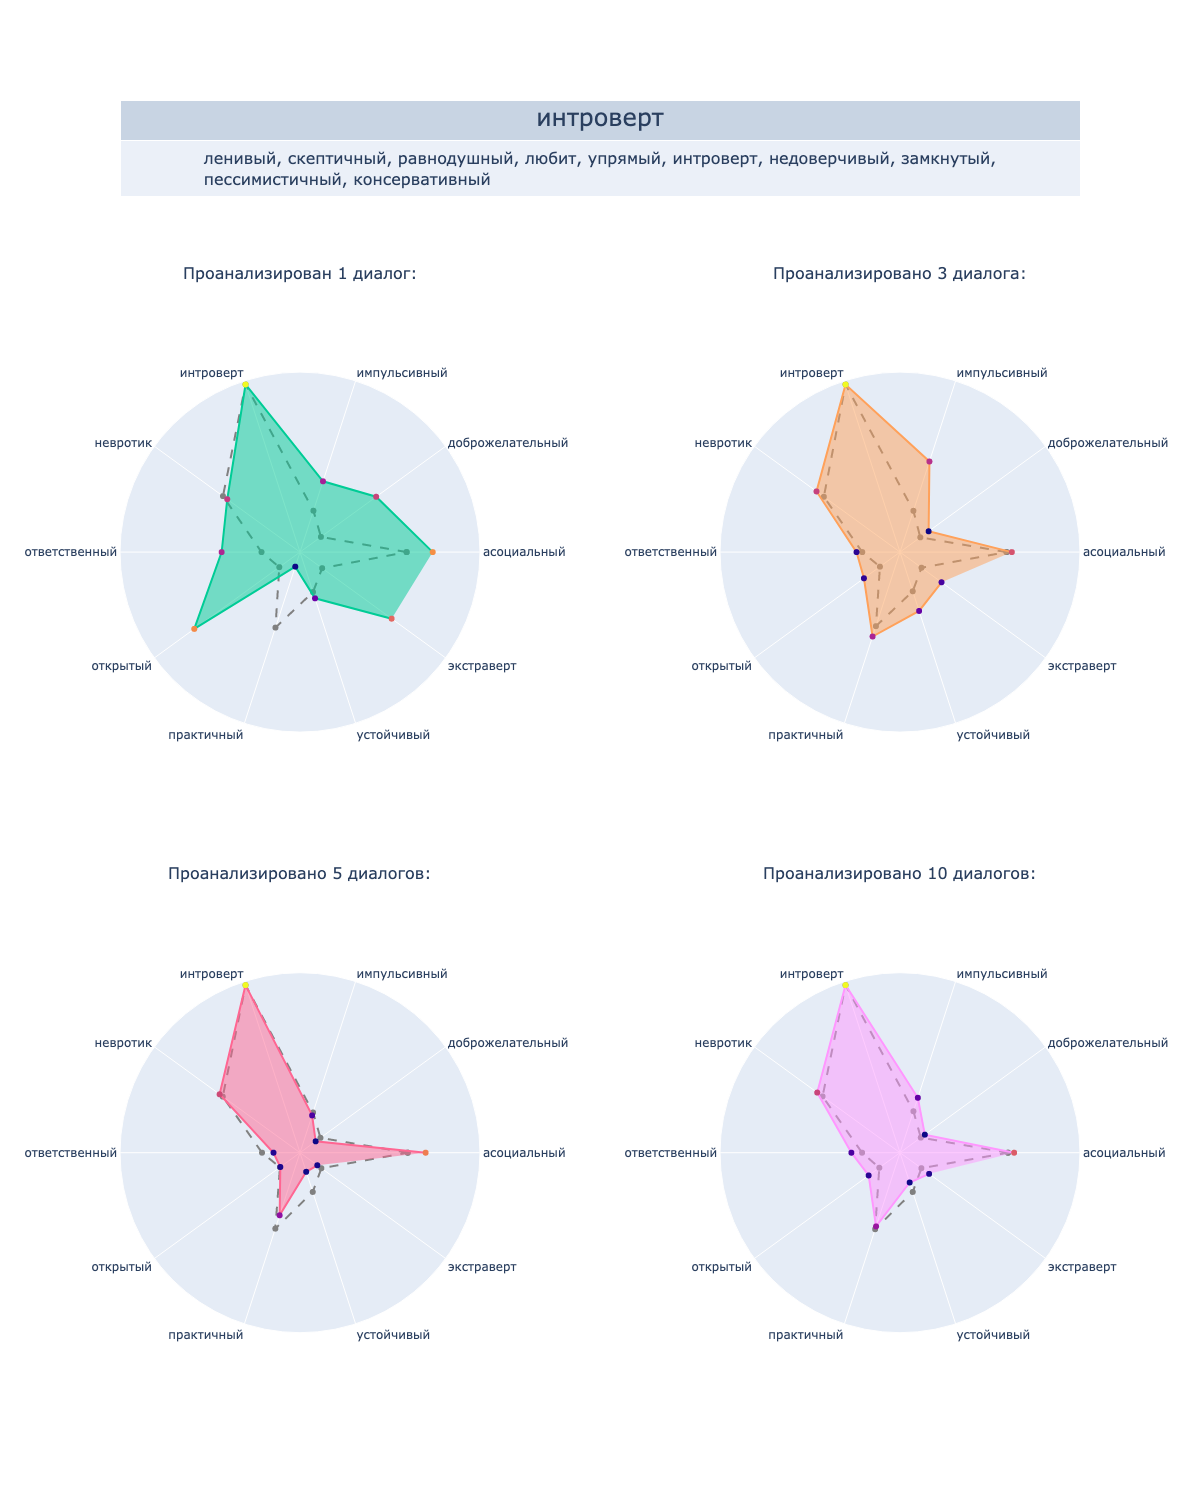 интроверт
ленивый, скептичный, равнодушный, любит, упрямый, интроверт, недоверчивый, замкнутый,
пессимистичный, консервативный
Проанализирован 1 диалог:
интроверт
импульсивный
невротик
доброжелательный
ответственный
асоциальный
открытый
экстраверт
практичный
устойчивый
Проанализировано 3 диалога:
интроверт
импульсивный
невротик
доброжелательный
ответственный
асоциальный
открытый
экстраверт
практичный
устойчивый
Проанализировано 5 диалогов:
интроверт
импульсивный
невротик
доброжелательный
ответственный
асоциальный
открытый
экстраверт
практичный
устойчивый
Проанализировано 10 диалогов:
интроверт
импульсивный
невротик
доброжелательный
ответственный
асоциальный
открытый
экстраверт
практичный
устойчивый